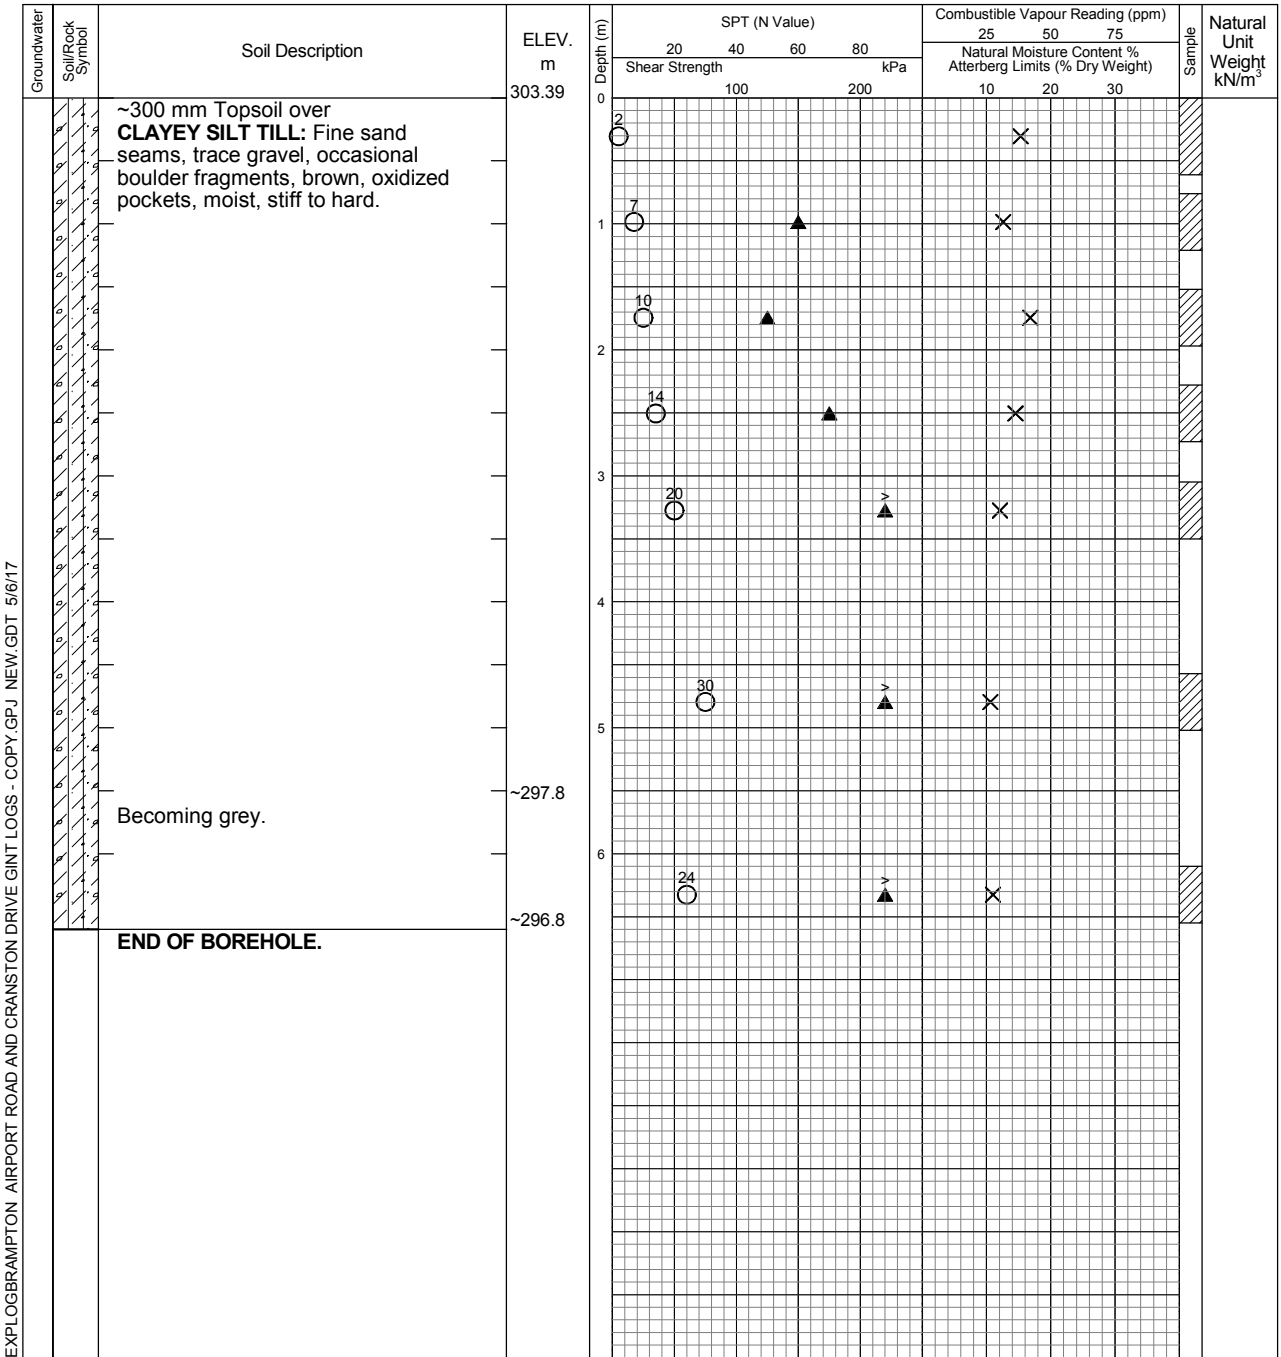 Groundwater
Soil/Rock
Symbol
Soil Description
ELEV.
m
303.39
Depth (m)
SPT (N Value)
20 40 60 80
Shear Strength kPa
100 200
Combustible Vapour Reading (ppm)
25 50 75
Natural Moisture Content %
Atterberg Limits (% Dry Weight)
10 20 30
Sample
Natural
Unit
Weight
kN/m³
0
~300 mm Topsoil over
CLAYEY SILT TILL: Fine sand
seams, trace gravel, occasional
boulder fragments, brown, oxidized
pockets, moist, stiff to hard.
2
7
1
10
2
14
3
20 >
4
30 >
5
~297.8
Becoming grey.
6
24 >
~296.8
END OF BOREHOLE.
EXPLOGBRAMPTON AIRPORT ROAD AND CRANSTON DRIVE GINT LOGS - COPY.GPJ NEW.GDT 5/6/17